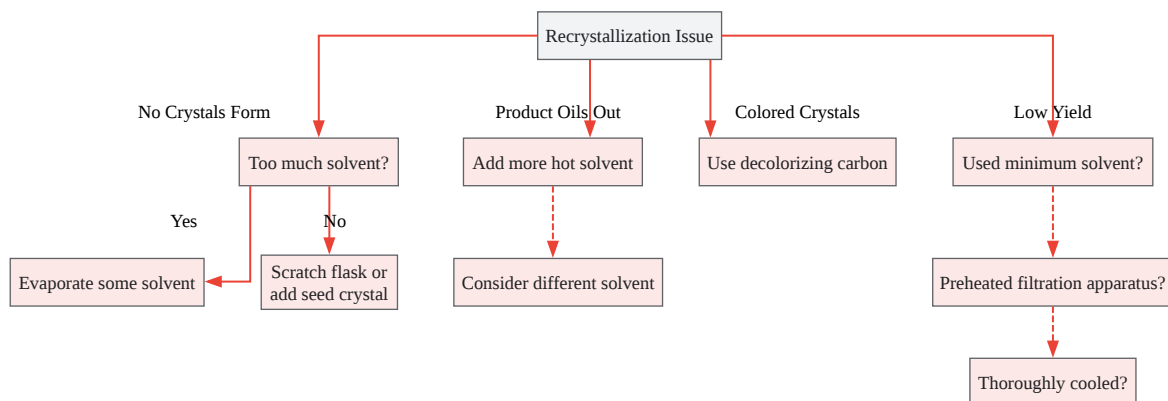 Recrystallization Issue
No Crystals Form
Product Oils Out
Colored Crystals
Low Yield
Too much solvent?
Add more hot solvent
Use decolorizing carbon
Used minimum solvent?
Yes
No
Evaporate some solvent
Scratch flask or
add seed crystal
Consider different solvent
Preheated filtration apparatus?
Thoroughly cooled?